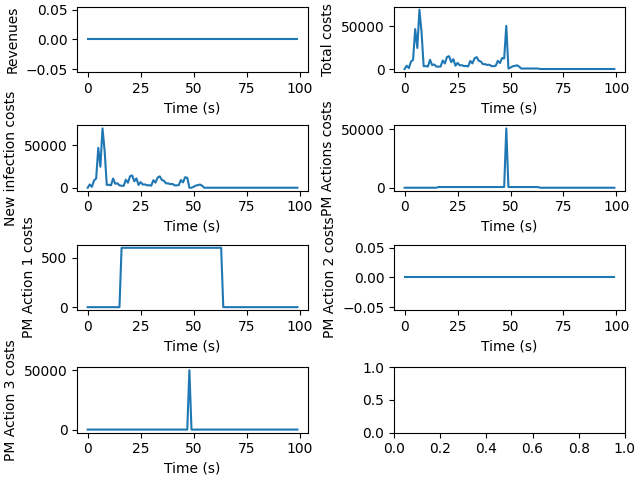 Revenues
0.05
0.00
−0.05
0 25 50 75 100
Time (s)
Total costs
50000
0
0 25 50 75 100
Time (s)
New infection costs
50000
0
0 25 50 75 100
Time (s)
PM Actions costs
50000
0
0 25 50 75 100
Time (s)
PM Action 1 costs
500
0
0 25 50 75 100
Time (s)
PM Action 2 costs
0.05
0.00
−0.05
0 25 50 75 100
Time (s)
PM Action 3 costs
50000
0
0 25 50 75 100
Time (s)
1.0
0.5
0.0
0.0 0.2 0.4 0.6 0.8 1.0